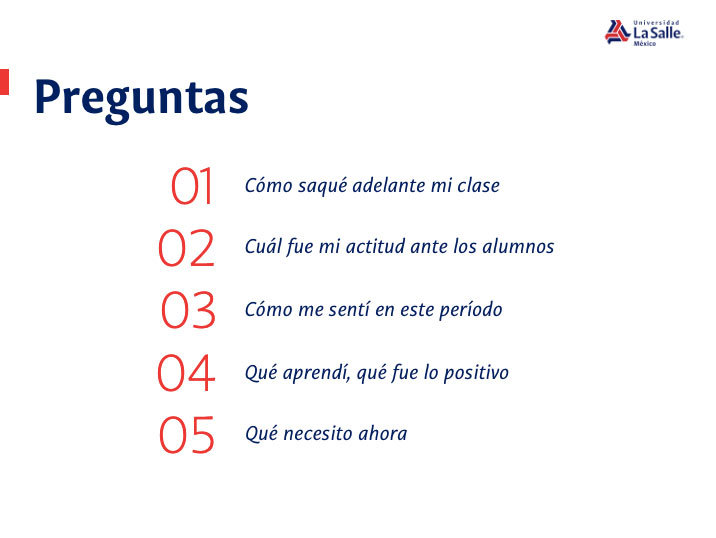 Universidad
La Salle
México
Preguntas
01 Cómo saqué adelante mi clase
02 Cuál fue mi actitud ante los alumnos
03 Cómo me sentí en este período
04 Qué aprendí, qué fue lo positivo
05 Qué necesito ahora